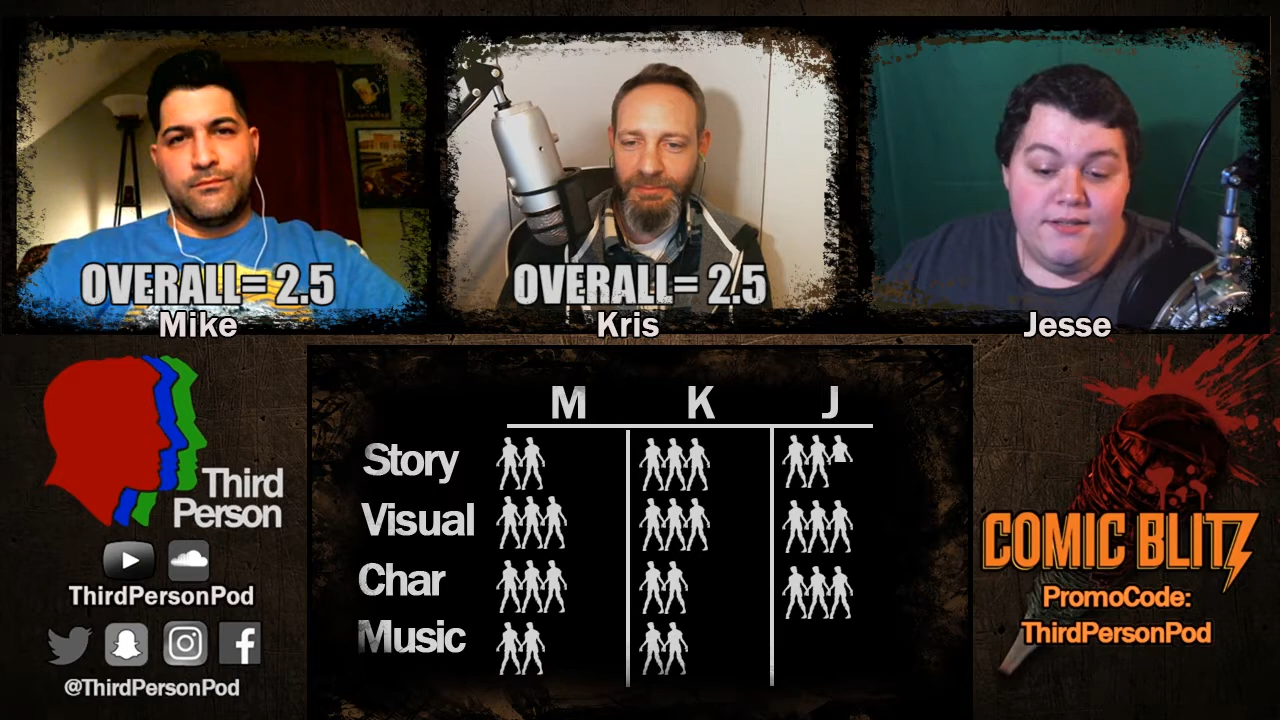 OVERALL= 2.5
OVERALL= 2.5
Mike
Kris
Jesse
Third
Person
ThirdPersonPod
@ThirdPersonPod
M K J
Story
Visual
Char
Music
COMIC BLITZ
PromoCode:
ThirdPersonPod